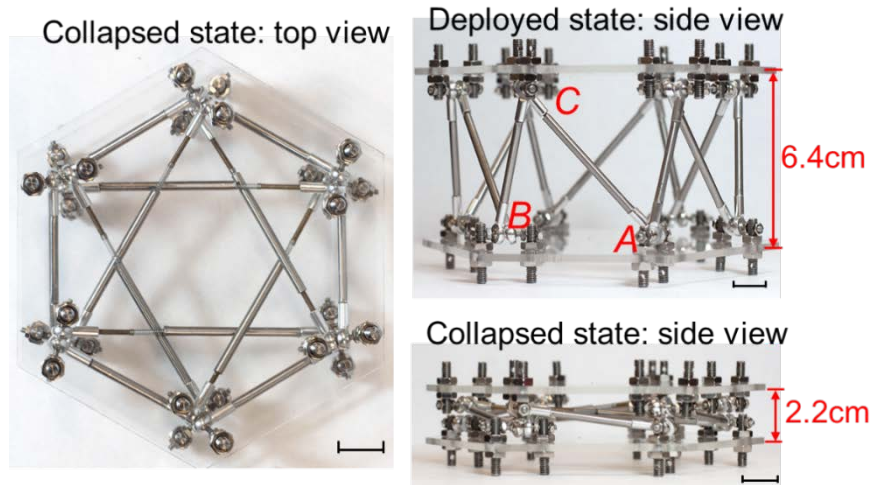 Collapsed state: top view
Deployed state: side view
C
6.4cm
B
A
Collapsed state: side view
2.2cm